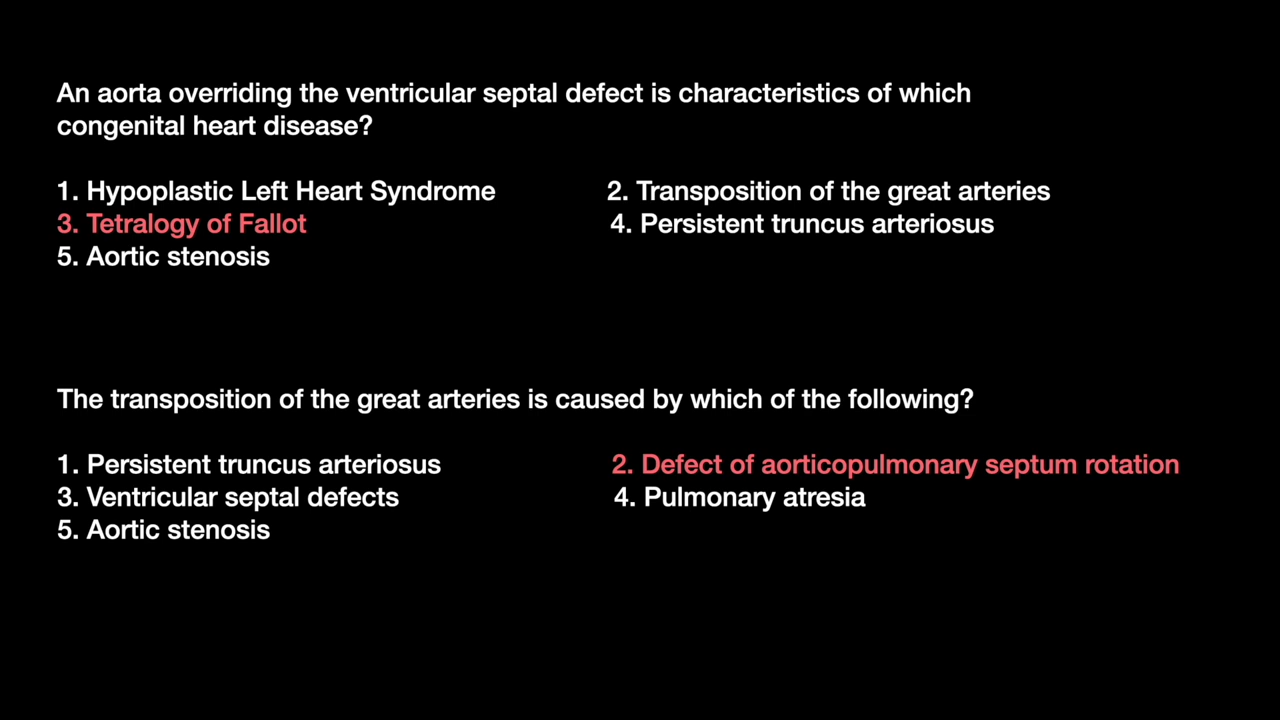 An aorta overriding the ventricular septal defect is characteristics of which
congenital heart disease?
1. Hypoplastic Left Heart Syndrome 2. Transposition of the great arteries
3. Tetralogy of Fallot 4. Persistent truncus arteriosus
5. Aortic stenosis
The transposition of the great arteries is caused by which of the following?
1. Persistent truncus arteriosus 2. Defect of aorticopulmonary septum rotation
3. Ventricular septal defects 4. Pulmonary atresia
5. Aortic stenosis